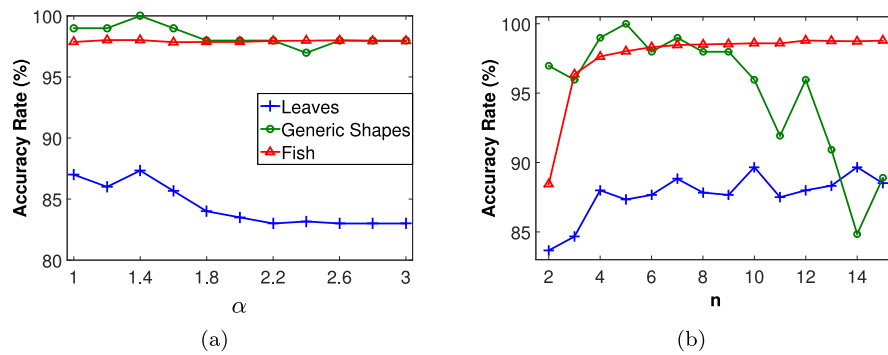 100
95
90
85
80
Accuracy Rate (%)
Leaves
Generic Shapes
Fish
1 1.4 1.8 2.2 2.6 3
α
(a)
100
95
90
85
Accuracy Rate (%)
2 4 6 8 10 12 14
n
(b)